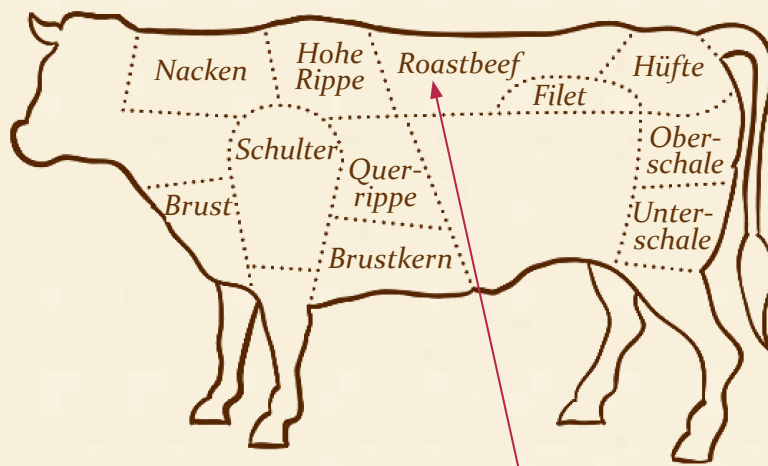 Nacken
Hohe
Rippe
Roastbeef
Filet
Hüfte
Schulter
Quer-
rippe
Ober-
schale
Brust
Unter-
schale
Brustkern